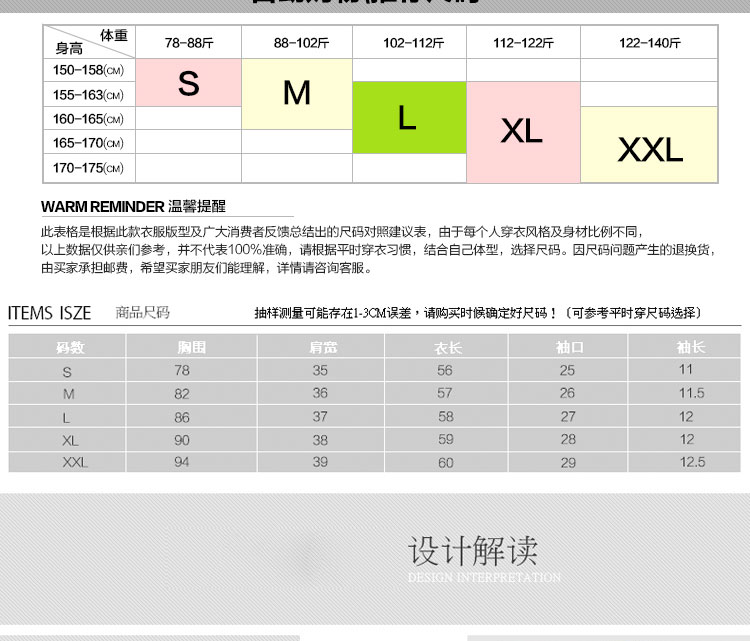 体重
身高
78-88斤 88-102斤 102-112斤 112-122斤 122-140斤
150-158(CM)
155-163(CM)
160-165(CM)
165-170(CM)
170-175(CM)
S
M
L
XL
XXL
WARM REMINDER 温馨提醒
此表格是根据此款衣服版型及广大消费者反馈总结出的尺码对照建议表，由于每个人穿衣风格及身材比例不同，
以上数据仅供亲们参考，并不代表100%准确，请根据平时穿衣习惯，结合自己体型，选择尺码。因尺码问题产生的退换货，
由买家承担邮费，希望买家朋友们能理解，详情请咨询客服。
ITEMS ISZE 商品尺码 抽样测量可能存在1-3CM误差，请购买时候确定好尺码！〔可参考平时穿尺码选择〕
码数 胸围 肩宽 衣长 袖口 袖长
S 78 35 56 25 11
M 82 36 57 26 11.5
L 86 37 58 27 12
XL 90 38 59 28 12
XXL 94 39 60 29 12.5
设计解读
DESIGN INTERPRETATION